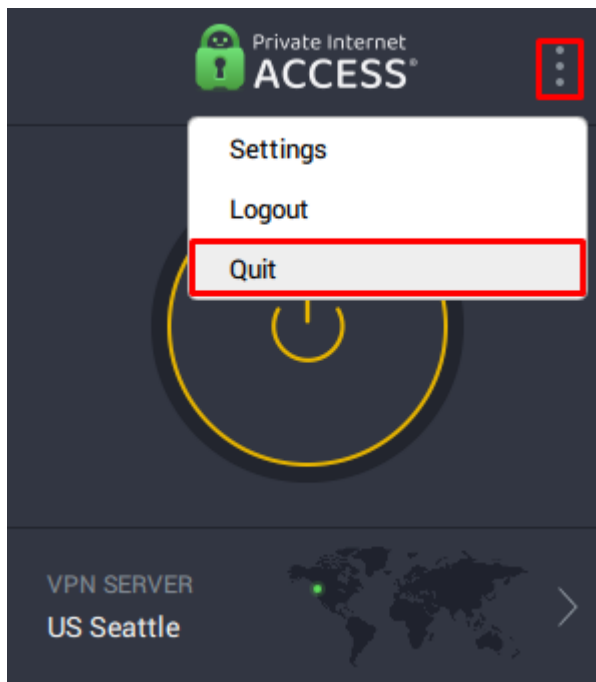 Private Internet
ACCESS®
Settings
Logout
Quit
VPN SERVER
US Seattle